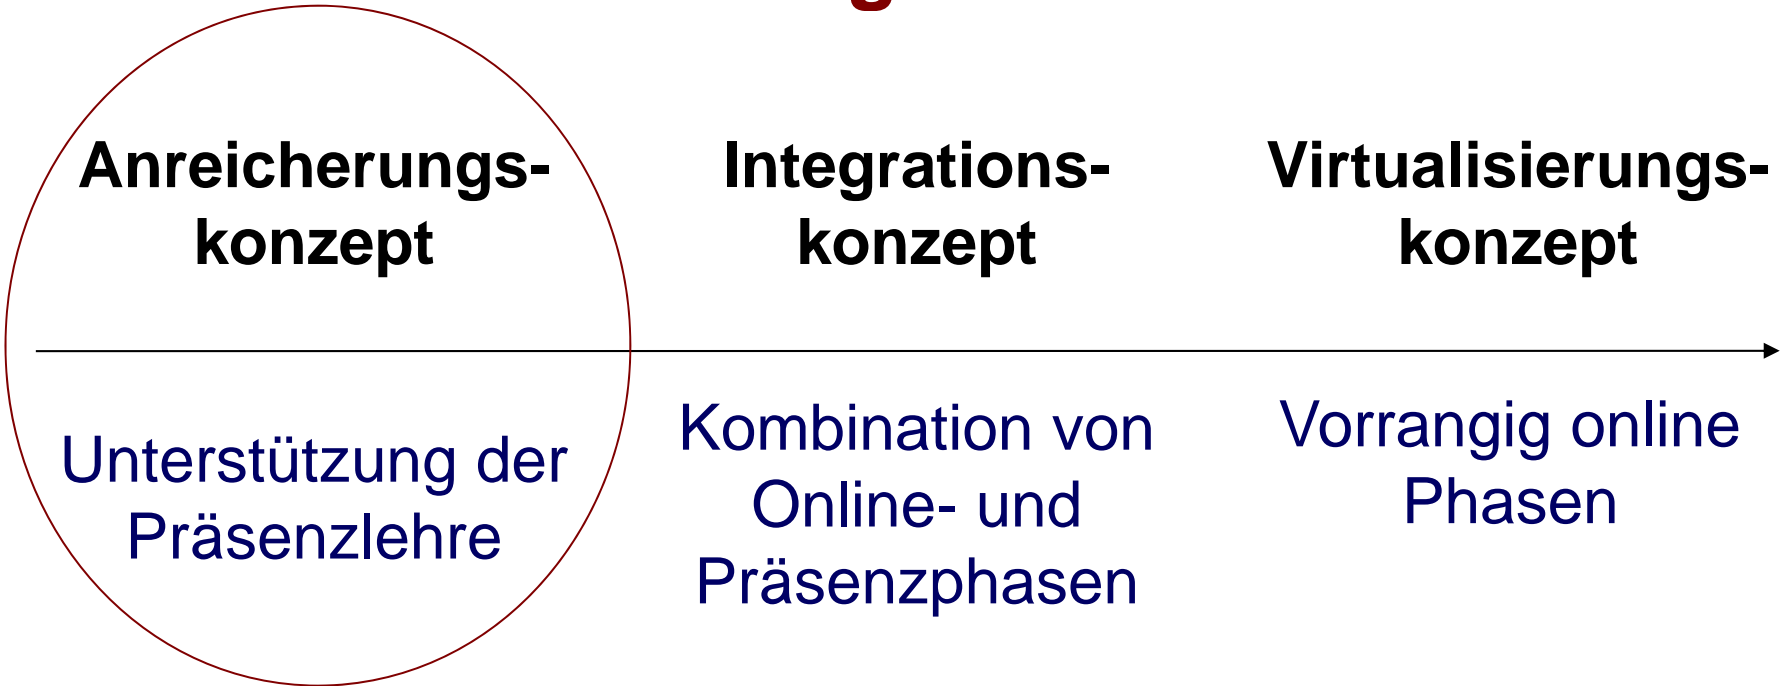 Anreicherungs-
konzept
Integrations-
konzept
Virtualisierungs-
konzept
Unterstützung der
Präsenzlehre
Kombination von
Online- und
Präsenzphasen
Vorrangig online
Phasen